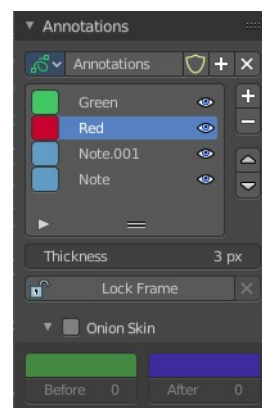 Annotations
Annotations
Green
Red
Note.001
Note
Thickness 3 px
Lock Frame
Onion Skin
Before 0 After 0